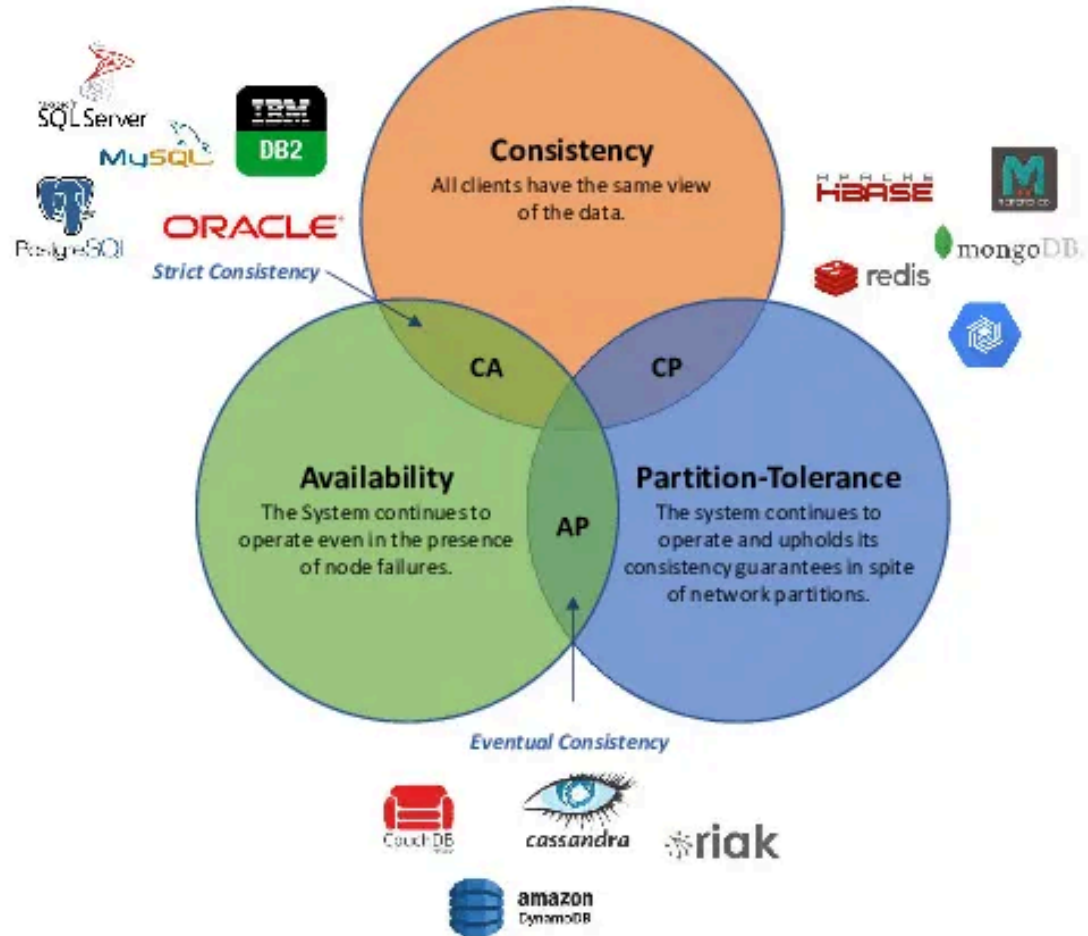 SQL Server
MySQL
IBM
DB2
PostgreSQL
ORACLE
Strict Consistency
Consistency
All clients have the same view
of the data.
APACHE
HBASE
mongoDB
redis
CA
CP
Availability
The System continues to
operate even in the presence
of node failures.
AP
Partition-Tolerance
The system continues to
operate and upholds its
consistency guarantees in spite
of network partitions.
Eventual Consistency
CouchDB
cassandra
riak
amazon
DynamoDB